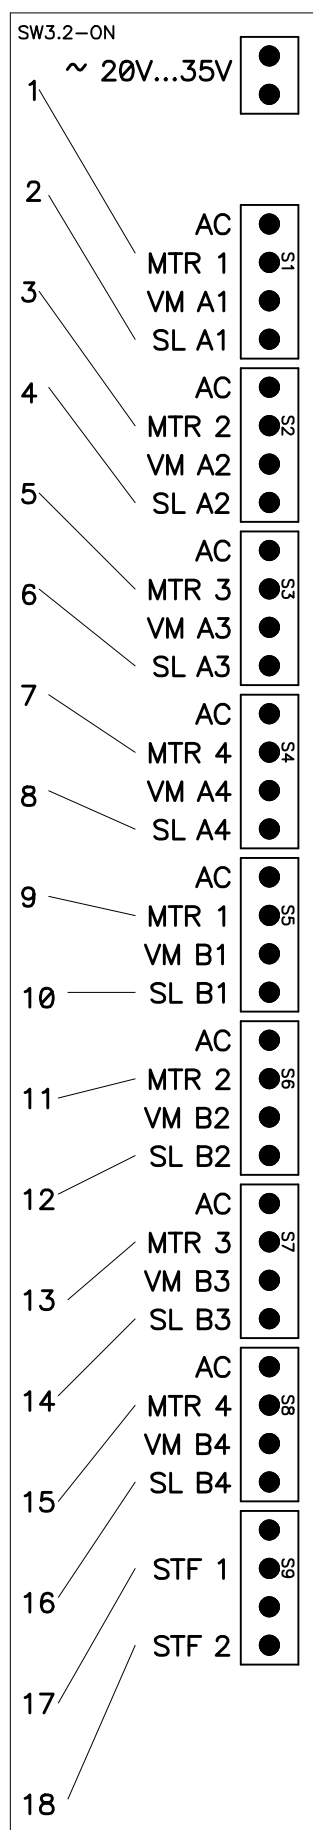 SW3.2-ON
~ 20V...35V
1
2
AC
MTR 1
S1
3
VM A1
SL A1
4
AC
MTR 2
S2
VM A2
5
SL A2
AC
6
MTR 3
S3
VM A3
SL A3
7
AC
MTR 4
S4
8
VM A4
SL A4
9
AC
MTR 1
S5
VM B1
10
SL B1
AC
11
MTR 2
S6
VM B2
SL B2
12
AC
MTR 3
S7
13
VM B3
SL B3
14
AC
MTR 4
S8
VM B4
15
SL B4
16
STF 1
S9
STF 2
17
18